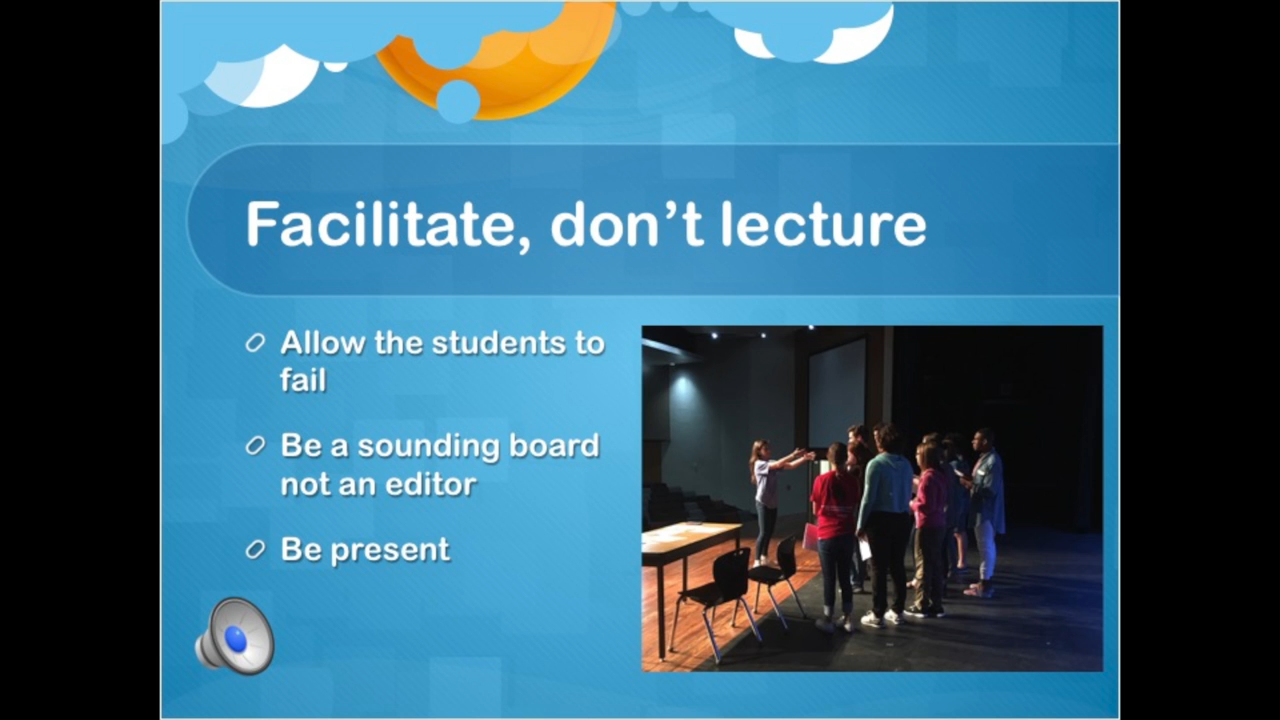 Facilitate, don’t lecture
Allow the students to
fail
Be a sounding board
not an editor
Be present